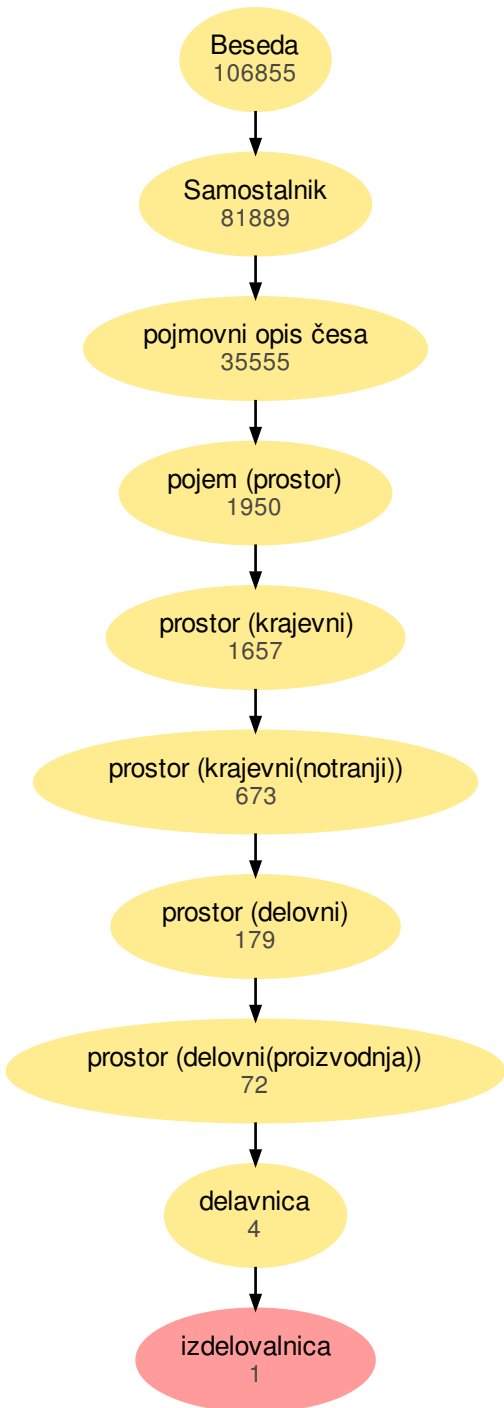 Beseda
106855
Samostalnik
81889
pojmovni opis česa
35555
pojem (prostor)
1950
prostor (krajevni)
1657
prostor (krajevni(notranji))
673
prostor (delovni)
179
prostor (delovni(proizvodnja))
72
delavnica
4
izdelovalnica
1